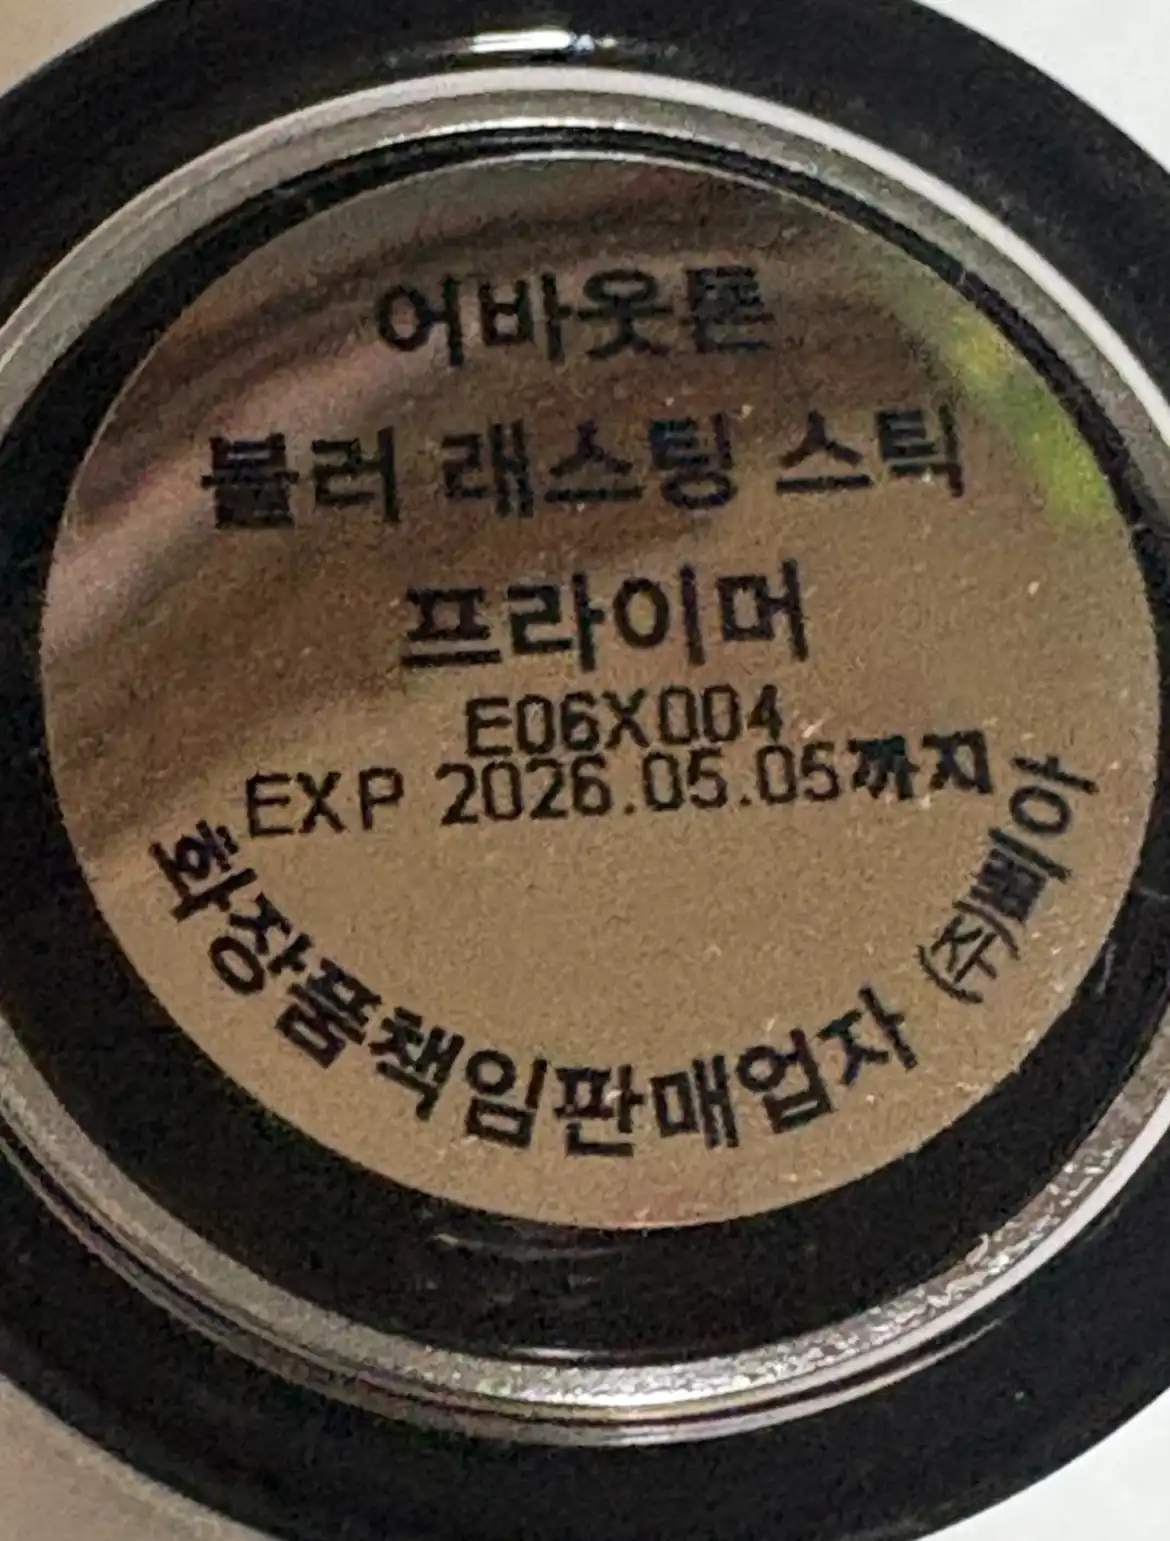 어바웃톤
블러 래스팅 스틱
프라이머
E06X004
EXP 2026.05.05까지
화장품책임판매업자 (주)삐아